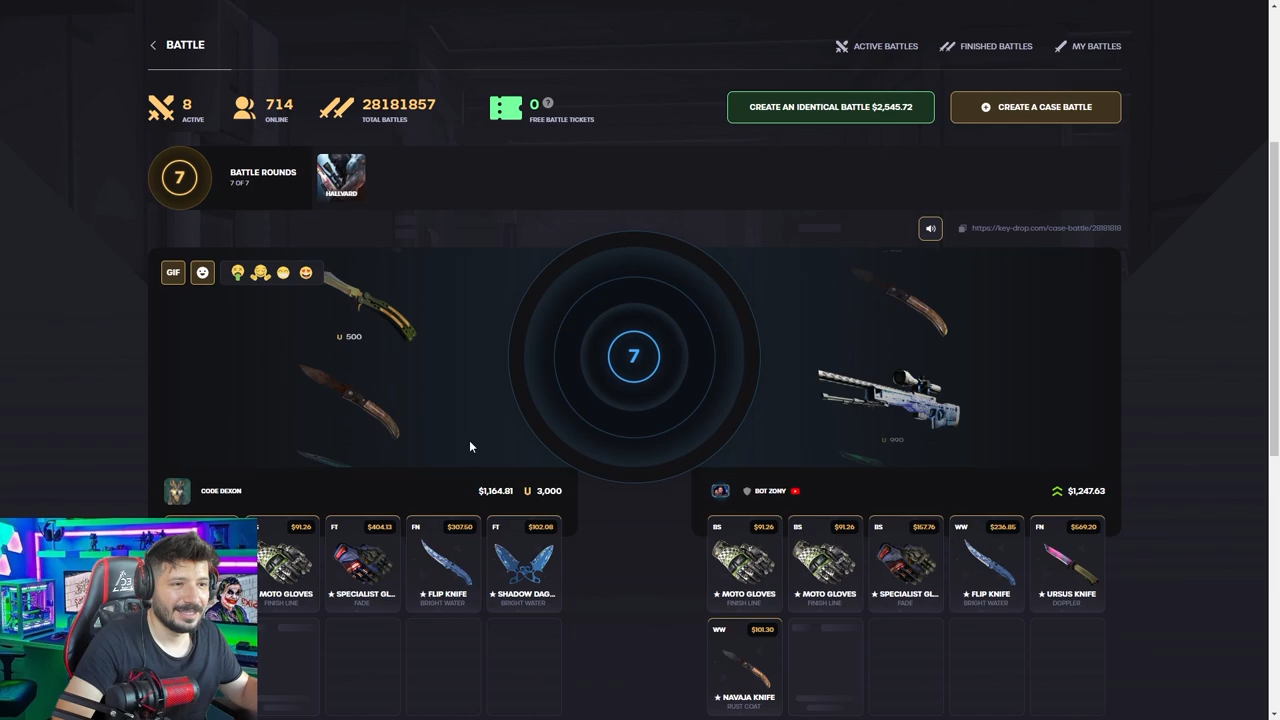 BATTLE
ACTIVE BATTLES
FINISHED BATTLES
MY BATTLES
8
ACTIVE
714
ONLINE
28181857
TOTAL BATTLES
0 ?
FREE BATTLE TICKETS
CREATE AN IDENTICAL BATTLE $2,545.72
CREATE A CASE BATTLE
7
BATTLE ROUNDS
7 OF 7
HALLVARD
https://key-drop.com/case-battle/28181818
GIF
U 500
7
U 990
CODE DEXON
$1,164.81
U 3,000
BOT ZONY
$1,247.63
$91.26
FT $404.13
FN $307.50
FT $102.08
MOTO GLOVES
FINISH LINE
★ SPECIALIST GL...
FADE
★ FLIP KNIFE
BRIGHT WATER
★ SHADOW DAG...
BRIGHT WATER
BS $91.26
BS $91.26
BS $157.76
WW $236.85
FN $569.20
★ MOTO GLOVES
FINISH LINE
★ MOTO GLOVES
FINISH LINE
★ SPECIALIST GL...
FADE
★ FLIP KNIFE
BRIGHT WATER
★ URSUS KNIFE
DOPPLER
WW $101.30
★ NAVAJA KNIFE
RUST COAT